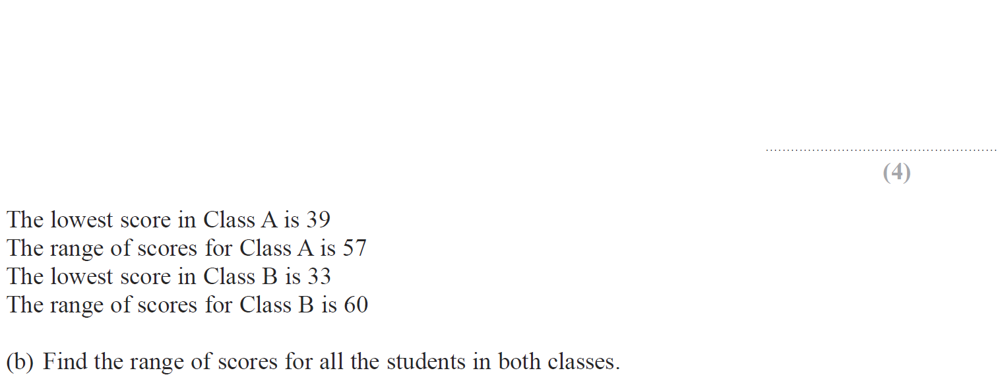 ....................................................
(4)
The lowest score in Class A is 39
The range of scores for Class A is 57
The lowest score in Class B is 33
The range of scores for Class B is 60
(b) Find the range of scores for all the students in both classes.